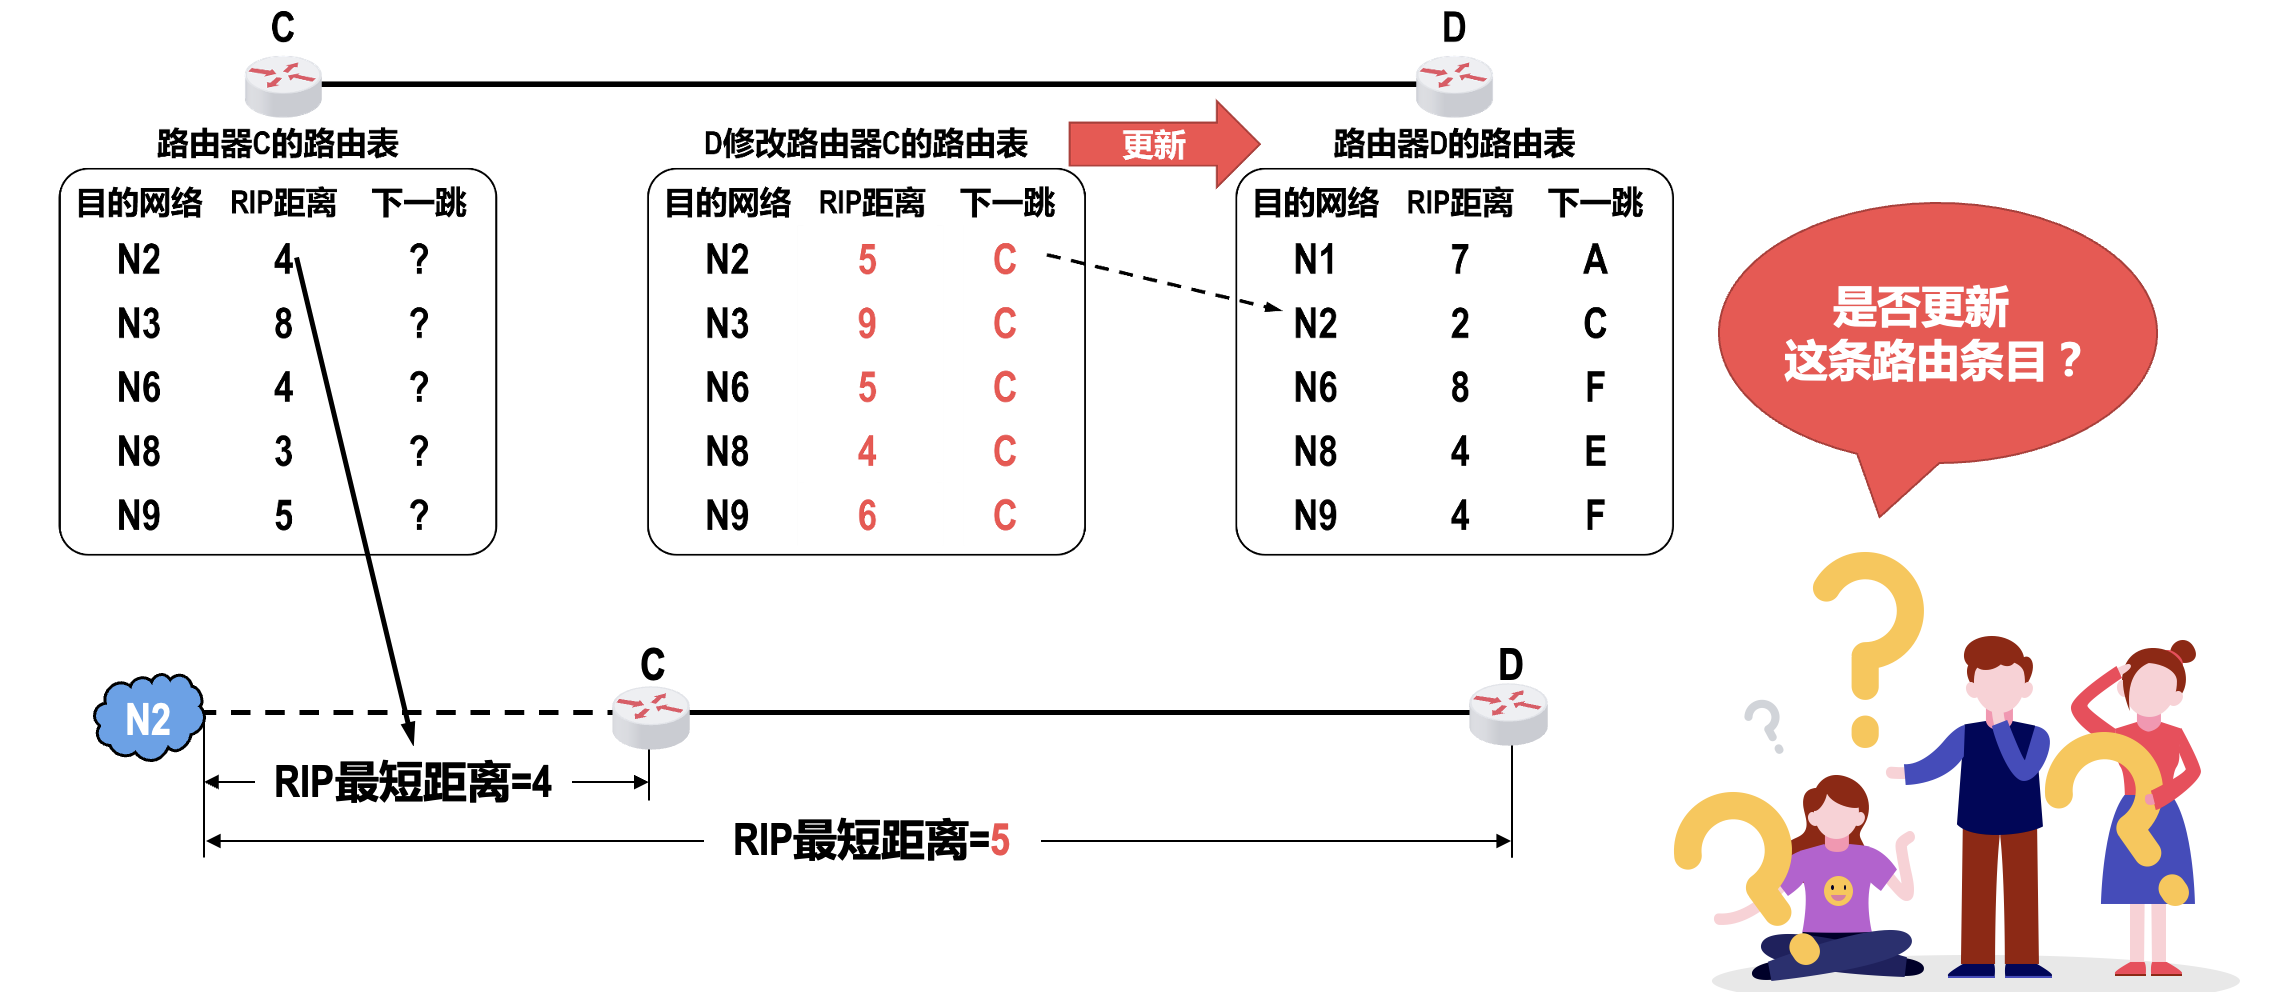 C
D
路由器C的路由表
目的网络 RIP距离 下一跳
N2 4 ?
N3 8 ?
N6 4 ?
N8 3 ?
N9 5 ?
D修改路由器C的路由表
目的网络 RIP距离 下一跳
N2 5 C
N3 9 C
N6 5 C
N8 4 C
N9 6 C
更新
路由器D的路由表
目的网络 RIP距离 下一跳
N1 7 A
N2 2 C
N6 8 F
N8 4 E
N9 4 F
是否更新
这条路由条目？
N2
C
D
RIP最短距离=4
RIP最短距离=5